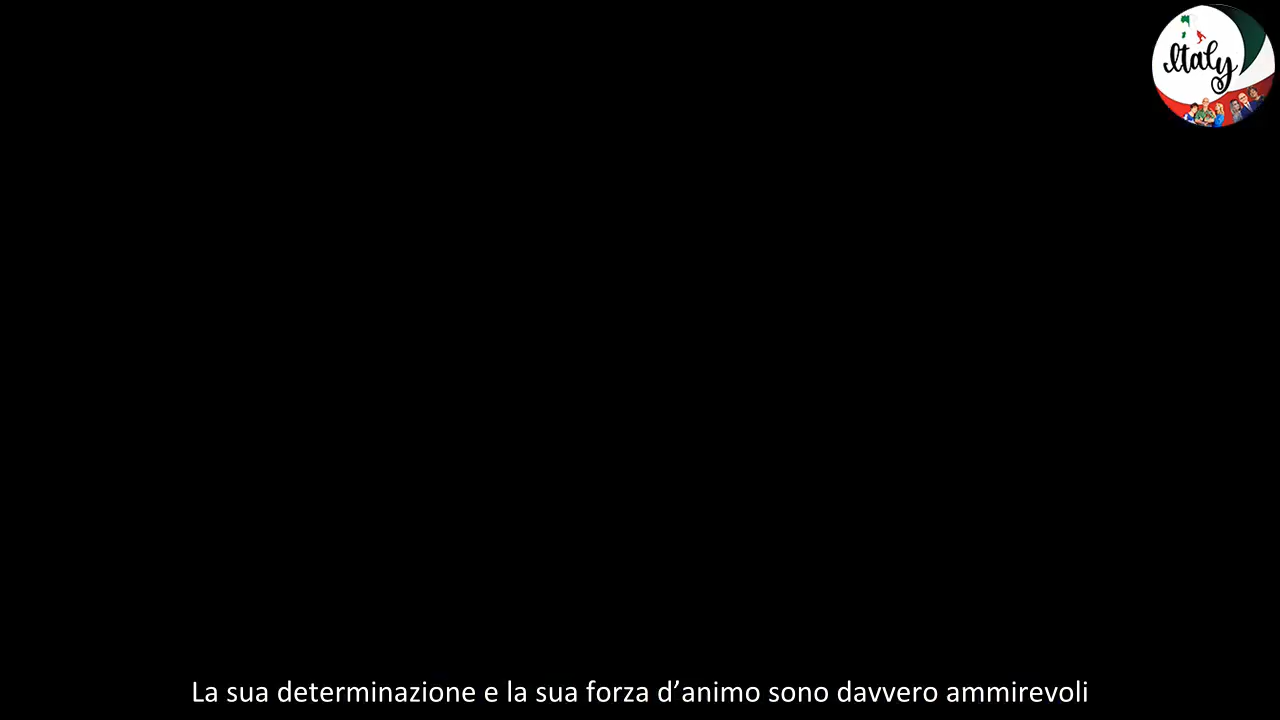 Italy
La sua determinazione e la sua forza d’animo sono davvero ammirevoli